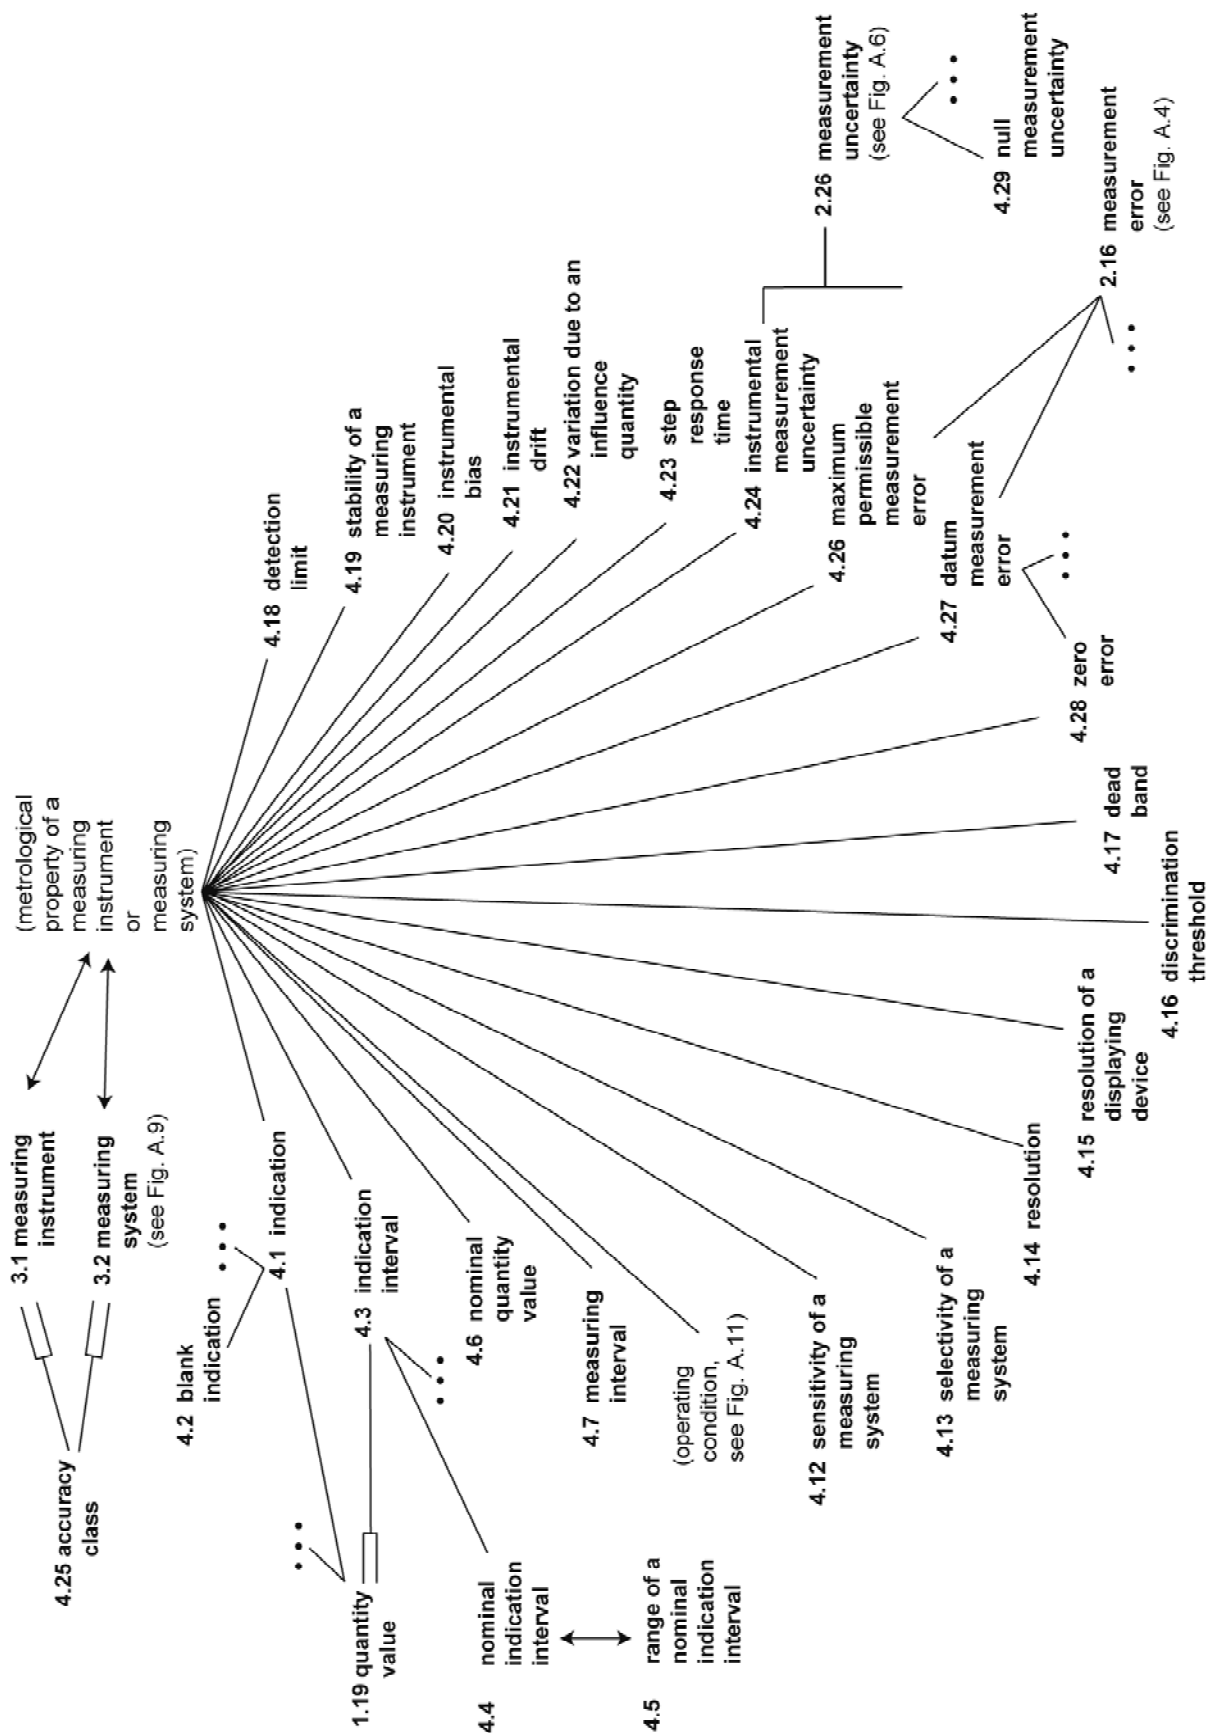 (metrological
property of a
measuring
instrument
or
measuring
system)
3.1 measuring
instrument
3.2 measuring
system
(see Fig. A.9)
4.25 accuracy
class
4.2 blank
indication
• • •
4.1 indication
• • •
1.19 quantity
value
4.3 indication
interval
• • •
4.4 nominal
indication
interval
4.5 range of a
nominal
indication
interval
4.6 nominal
quantity
value
4.7 measuring
interval
(operating
condition,
see Fig. A.11)
4.12 sensitivity of a
measuring
system
4.13 selectivity of a
measuring
system
4.14 resolution
4.15 resolution of a
displaying
device
4.16 discrimination
threshold
4.17 dead
band
4.28 zero
error
• • •
4.27 datum
measurement
error
4.26 maximum
permissible
measurement
error
2.16 measurement
error
(see Fig. A.4)
• • •
4.24 instrumental
measurement
uncertainty
2.26 measurement
uncertainty
(see Fig. A.6)
• • •
4.29 null
measurement
uncertainty
4.23 step
response
time
4.22 variation due to an
influence
quantity
4.21 instrumental
drift
4.20 instrumental
bias
4.19 stability of a
measuring
instrument
4.18 detection
limit